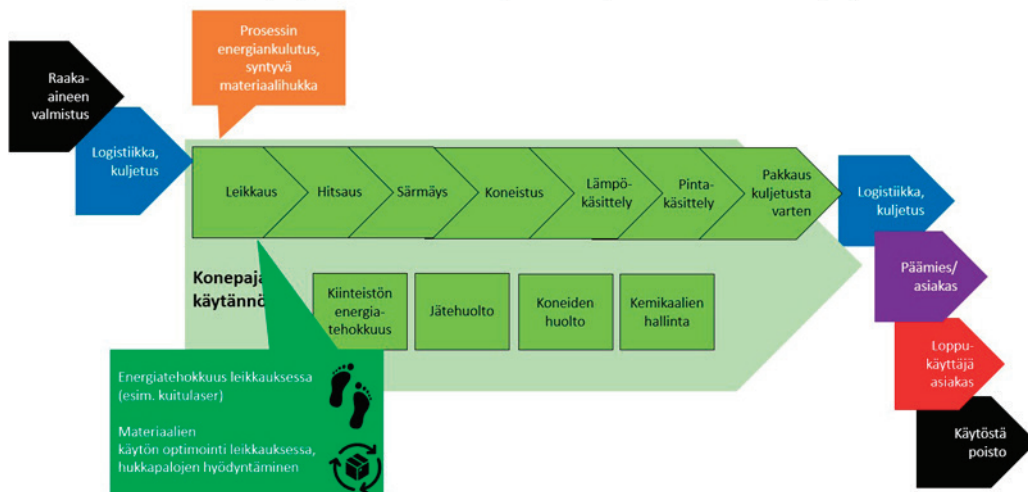 Prosessin
energiankulutus,
syntyvä
materiaalihukka
Raaka-
aineen
valmistus
Logistiikka,
kuljetus
Leikkaus
Hitsaus
Särmäys
Koneistus
Lämpö-
käsittely
Pinta-
käsittely
Pakkaus
kuljetusta
varten
Logistiikka,
kuljetus
Päämies/
asiakas
Loppu-
käyttäjä
asiakas
Käytöstä
poisto
Konepaja
käytännö
Kiinteistön
energia-
tehokkuus
Jätehuolto
Koneiden
huolto
Kemikaalien
hallinta
Energiatehokkuus leikkauksessa
(esim. kuitulaser)
Materiaalien
käytön optimointi leikkauksessa,
hukkapalojen hyödyntäminen